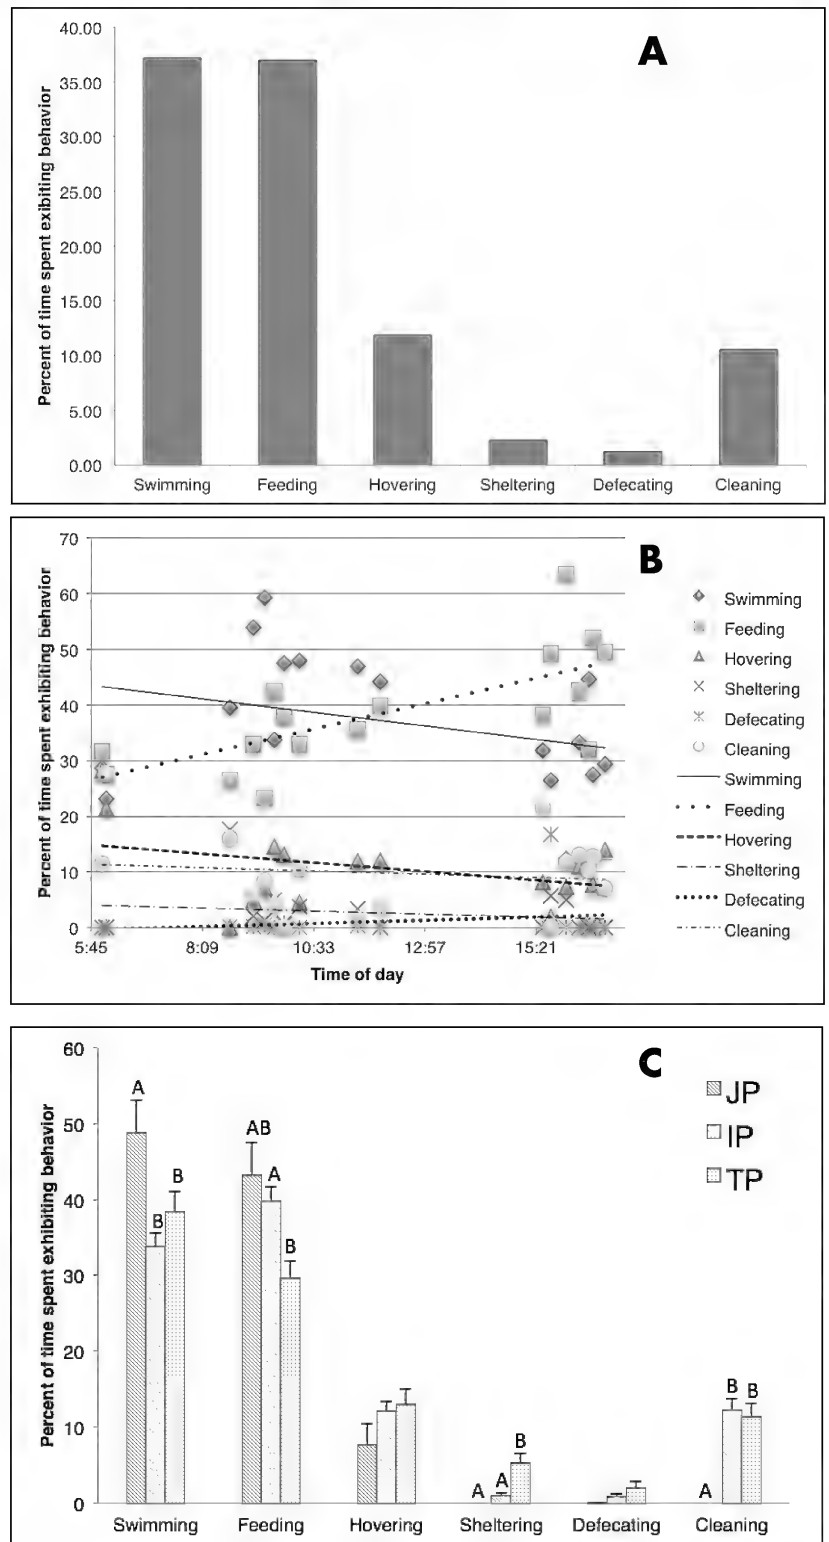 A
40.00
35.00
30.00
25.00
20.00
15.00
10.00
5.00
0.00
Percent of time spent exibiting behavior
Swimming Feeding Hovering Sheltering Defecating Cleaning
B
70
60
50
40
30
20
10
0
Percent of time spent exhibiting behavior
5:45 8:09 10:33 12:57 15:21
Time of day
Swimming
Feeding
Hovering
Sheltering
Defecating
Cleaning
Swimming
Feeding
Hovering
Sheltering
Defecating
Cleaning
C
60
50
40
30
20
10
0
Percent of time spent exhibiting behavior
A
B
B
AB
A
B
A
A
B
A
B
B
JP
IP
TP
Swimming Feeding Hovering Sheltering Defecating Cleaning